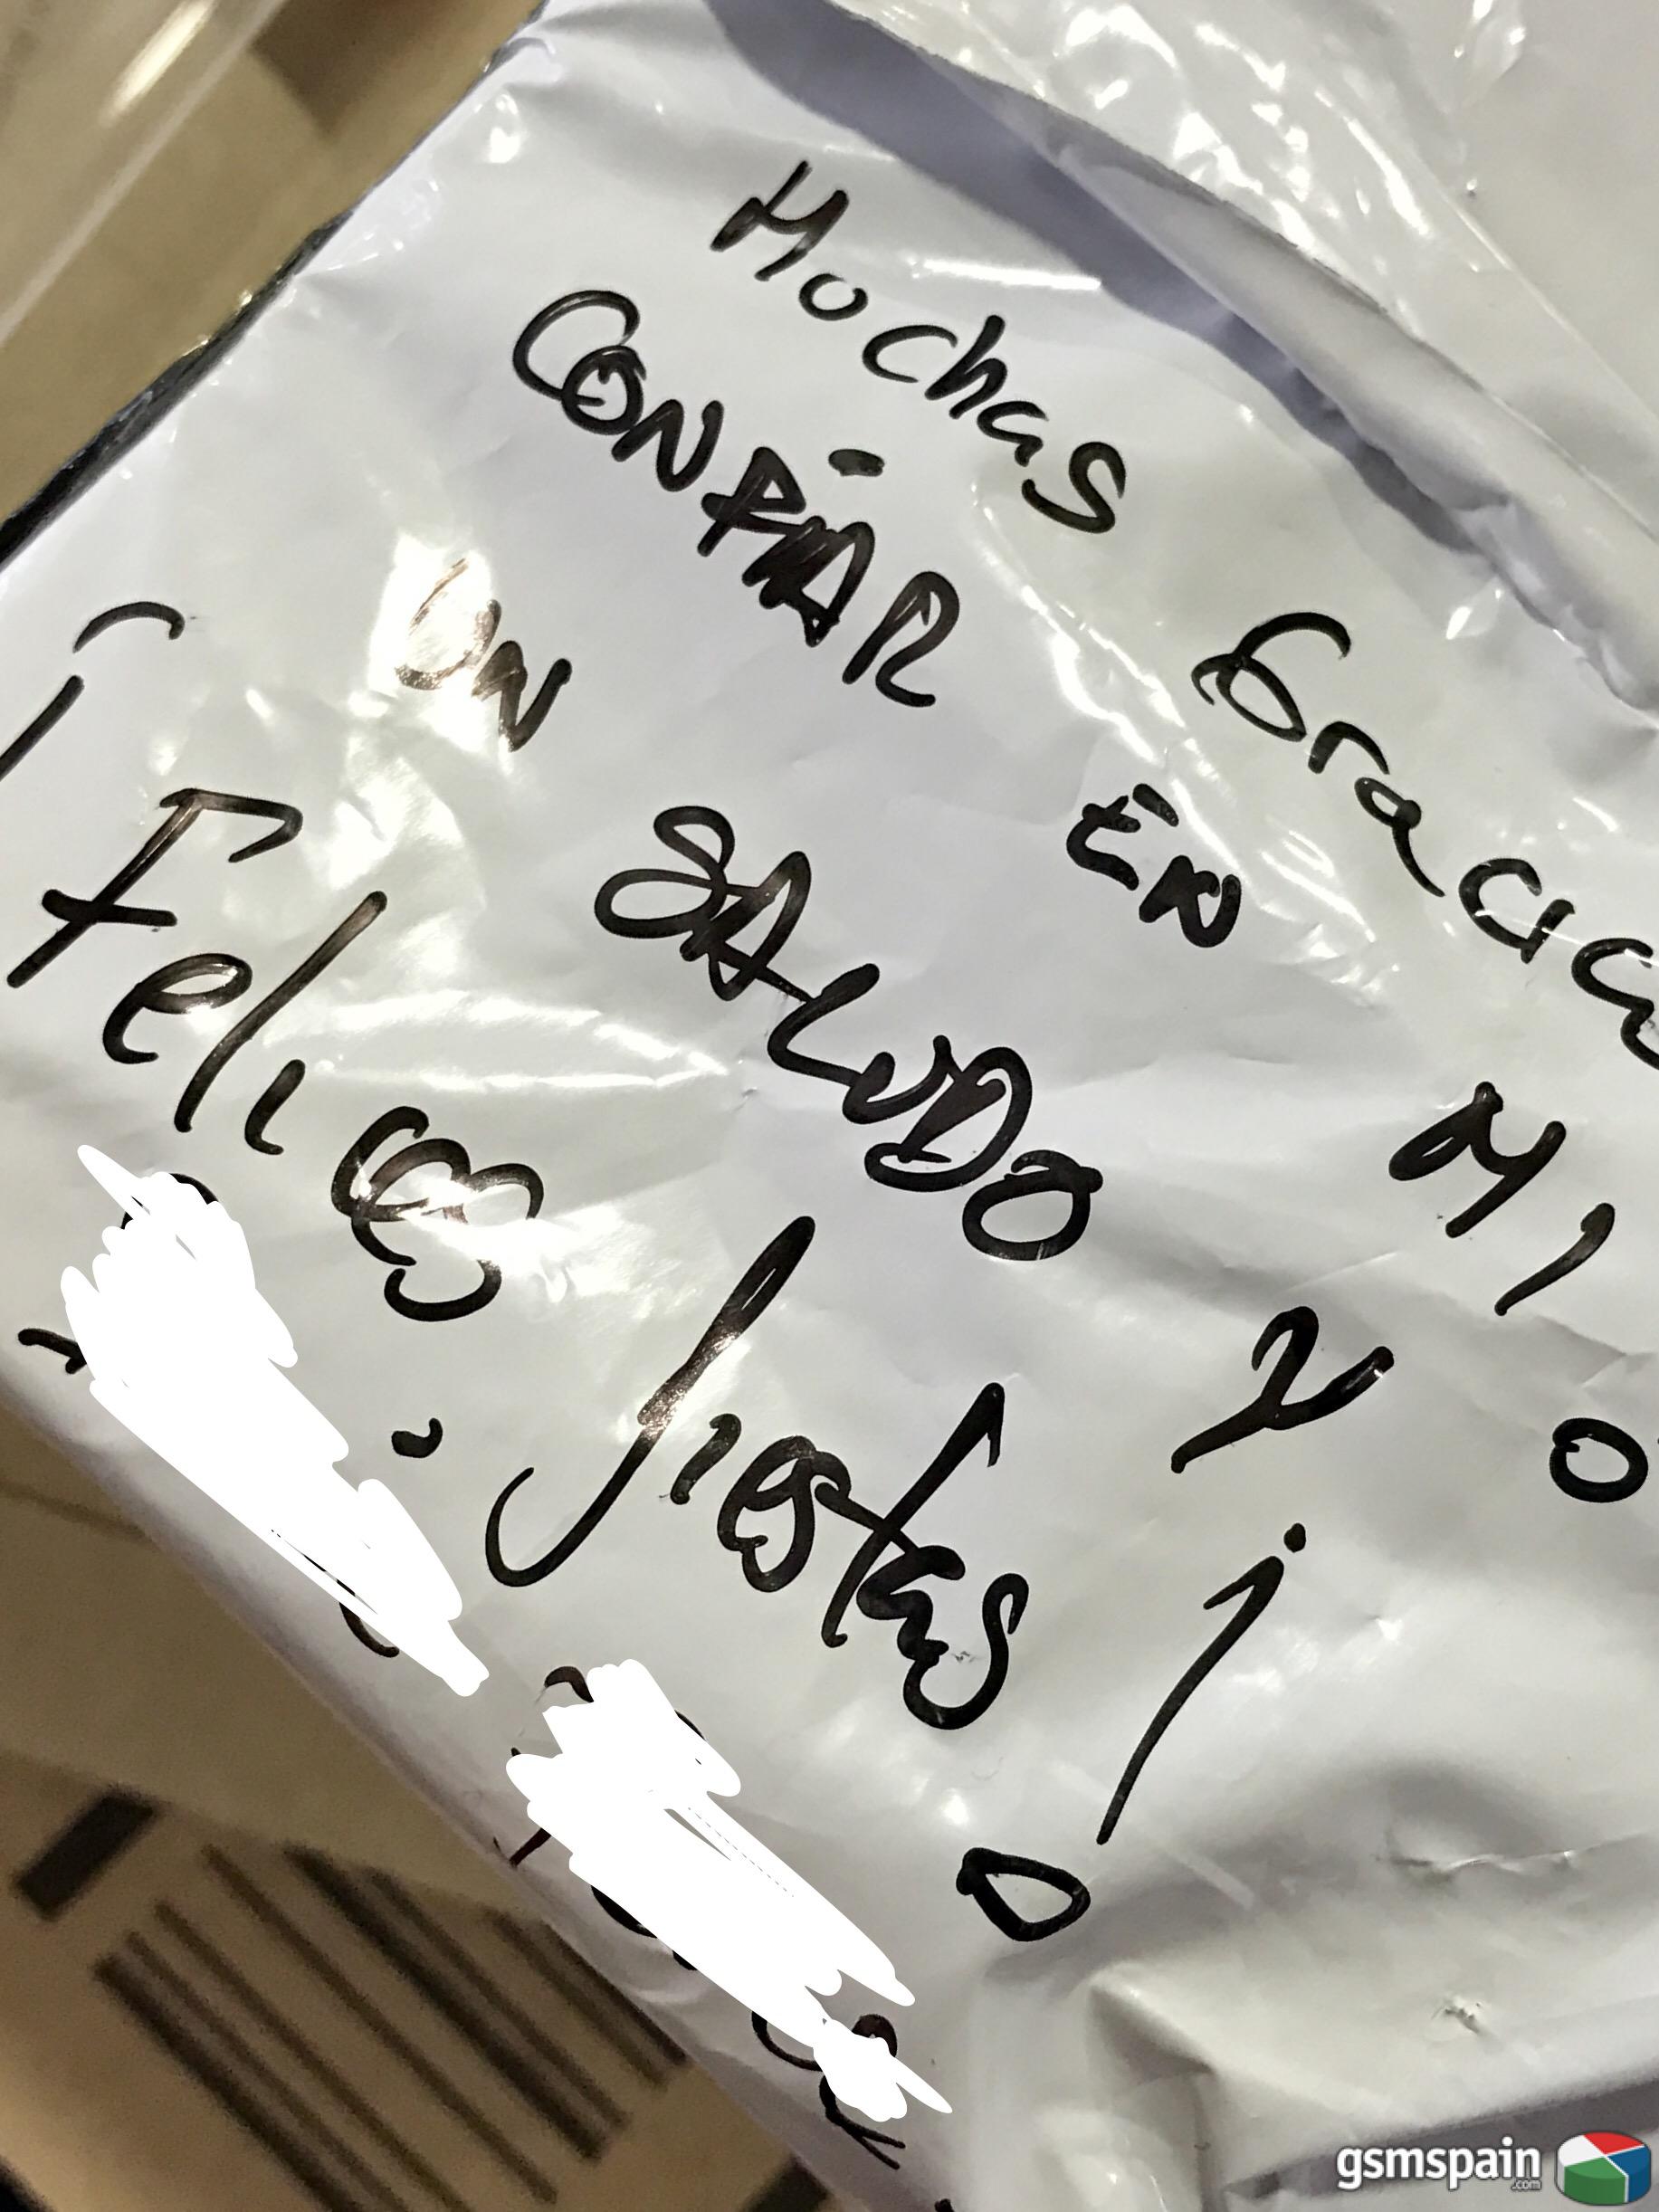 Muchas Gracias
CONFIAR EN MI
UN SALUDO Y
¡Felices fiestas!
gsmspain
.com